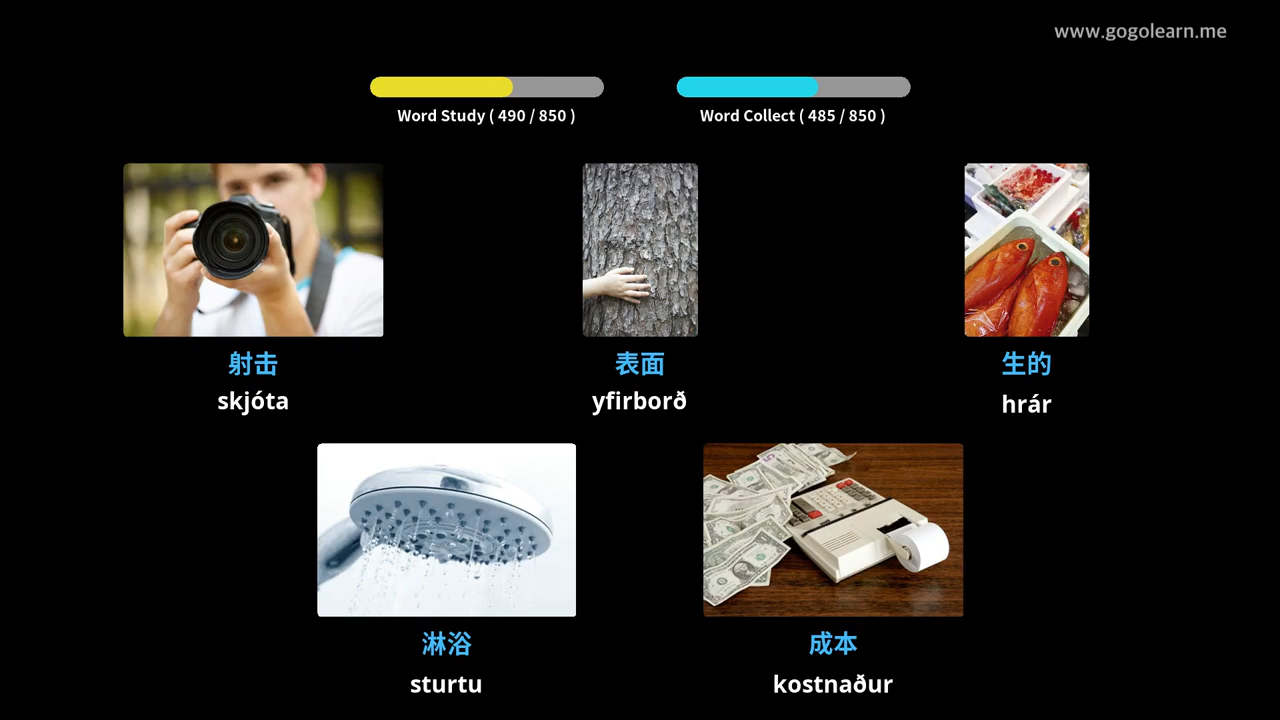 www.gogolearn.me
Word Study ( 490 / 850 )
Word Collect ( 485 / 850 )
射击
skjóta
表面
yfirborð
生的
hrár
淋浴
sturtu
成本
kostnaður